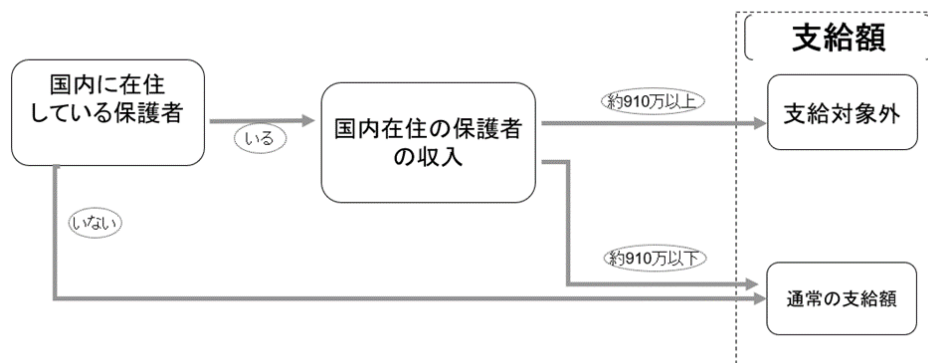 支給額
国内に在住
している保護者
いる
国内在住の保護者
の収入
約910万以上
支給対象外
いない
約910万以下
通常の支給額